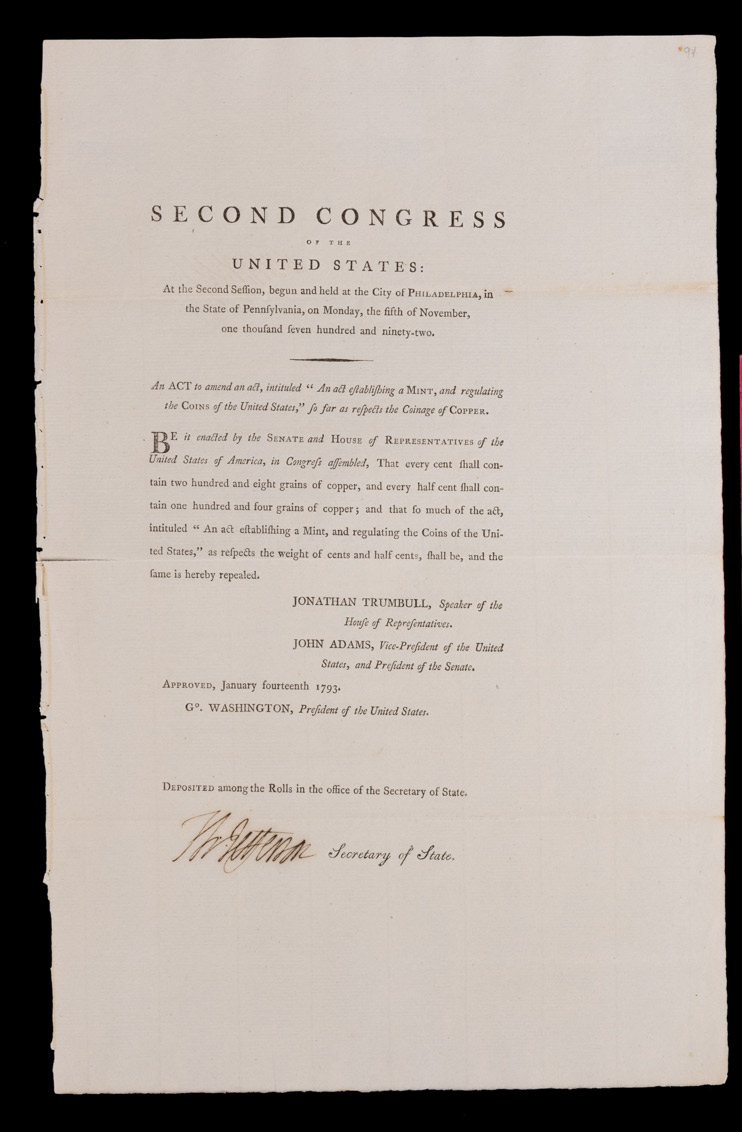 94
SECOND CONGRESS
OF THE
UNITED STATES:
At the Second Seſſion, begun and held at the City of PHILADELPHIA, in
the State of Pennſylvania, on Monday, the fifth of November,
one thouſand ſeven hundred and ninety-two.
An ACT to amend an act, intituled “ An act eſtabliſhing a MINT, and regulating
the COINS of the United States,” ſo far as reſpects the Coinage of COPPER.
BE it enacted by the SENATE and HOUSE of REPRESENTATIVES of the
United States of America, in Congreſs aſſembled, That every cent ſhall con-
tain two hundred and eight grains of copper, and every half cent ſhall con-
tain one hundred and four grains of copper; and that ſo much of the act,
intituled “ An act eſtabliſhing a Mint, and regulating the Coins of the Uni-
ted States,” as reſpects the weight of cents and half cents, ſhall be, and the
ſame is hereby repealed.
JONATHAN TRUMBULL, Speaker of the
Houſe of Repreſentatives.
JOHN ADAMS, Vice-Preſident of the United
States, and Preſident of the Senate.
APPROVED, January fourteenth 1793.
Gº. WASHINGTON, Preſident of the United States.
DEPOSITED among the Rolls in the office of the Secretary of State.
Th: Jefferson Secretary of State.